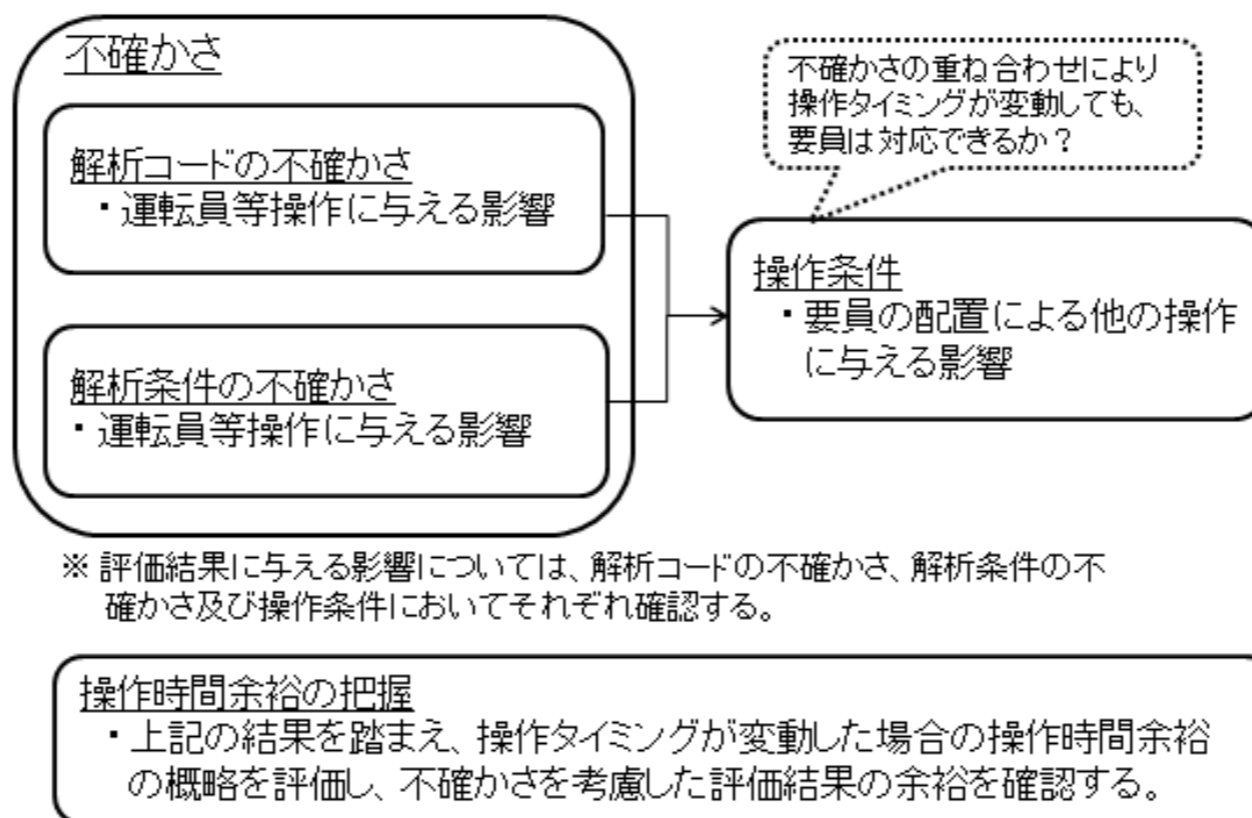 不確かさ
解析コードの不確かさ
・運転員等操作に与える影響
解析条件の不確かさ
・運転員等操作に与える影響
不確かさの重ね合わせにより
操作タイミングが変動しても、
要員は対応できるか?
操作条件
・要員の配置による他の操作
に与える影響
※ 評価結果に与える影響については、解析コードの不確かさ、解析条件の不
確かさ及び操作条件においてそれぞれ確認する。
操作時間余裕の把握
・上記の結果を踏まえ、操作タイミングが変動した場合の操作時間余裕
の概略を評価し、不確かさを考慮した評価結果の余裕を確認する。